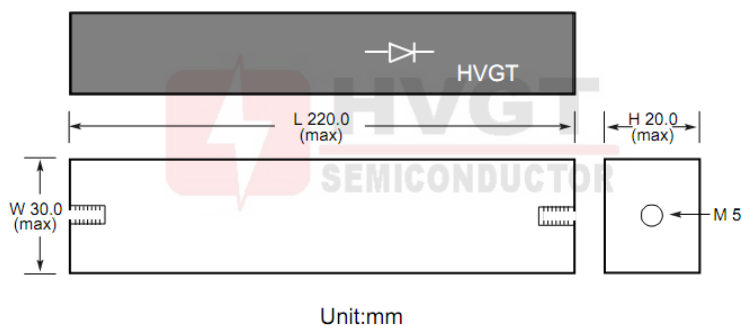 HVGT
HVGT
SEMICONDUCTOR
L 220.0
(max)
H 20.0
(max)
W 30.0
(max)
M 5
Unit:mm